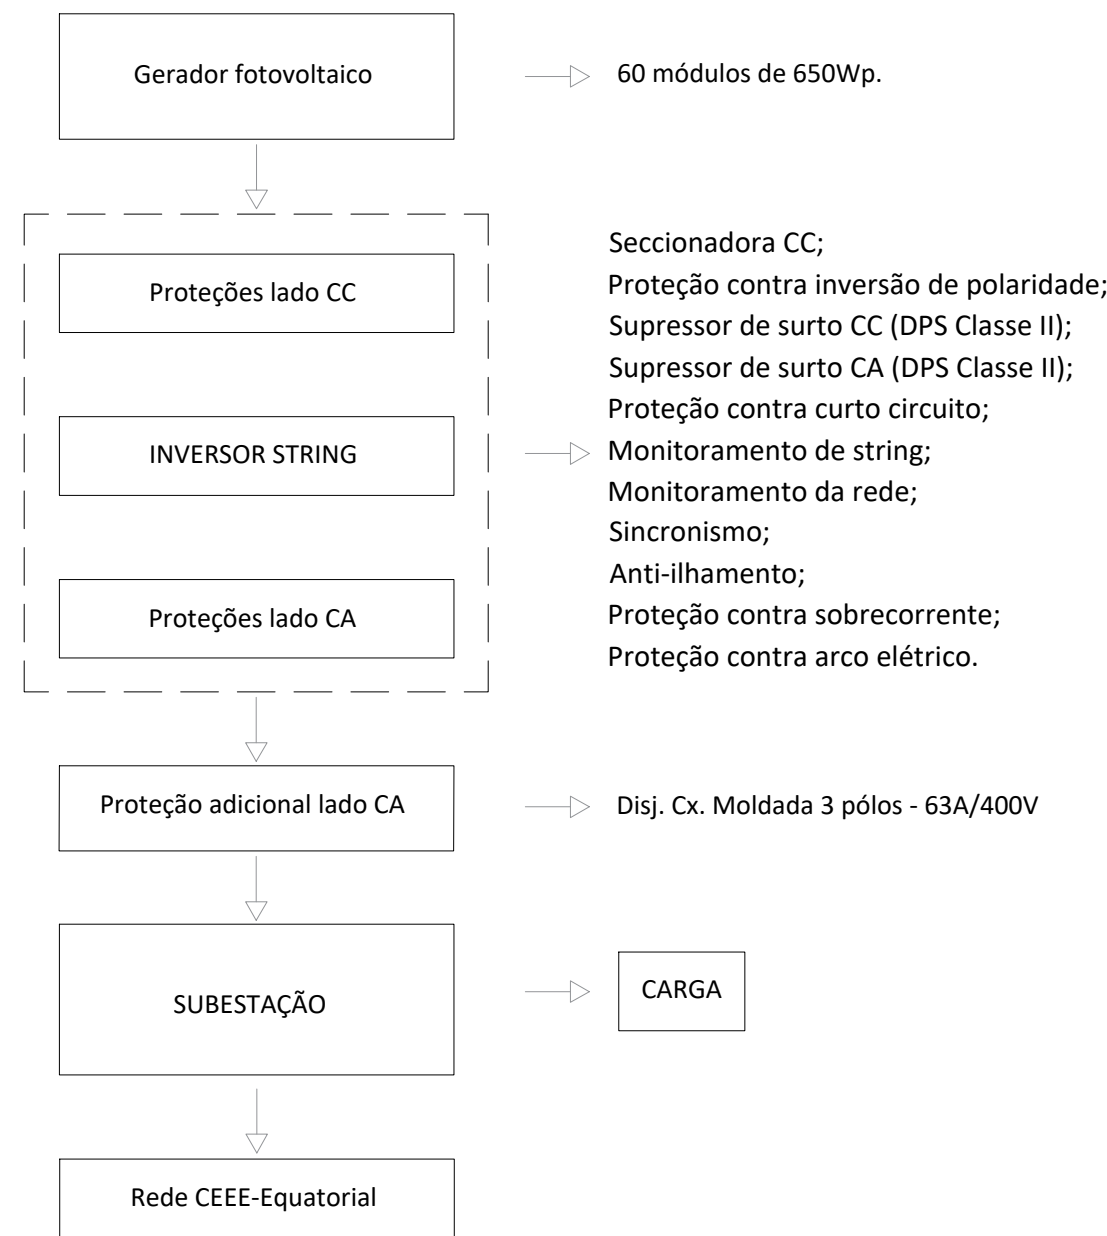 Gerador fotovoltaico
60 módulos de 650Wp.
Proteções lado CC
INVERSOR STRING
Proteções lado CA
Seccionadora CC;
Proteção contra inversão de polaridade;
Supressor de surto CC (DPS Classe II);
Supressor de surto CA (DPS Classe II);
Proteção contra curto circuito;
Monitoramento de string;
Monitoramento da rede;
Sincronismo;
Anti-ilhamento;
Proteção contra sobrecorrente;
Proteção contra arco elétrico.
Proteção adicional lado CA
Disj. Cx. Moldada 3 pólos - 63A/400V
SUBESTAÇÃO
CARGA
Rede CEEE-Equatorial